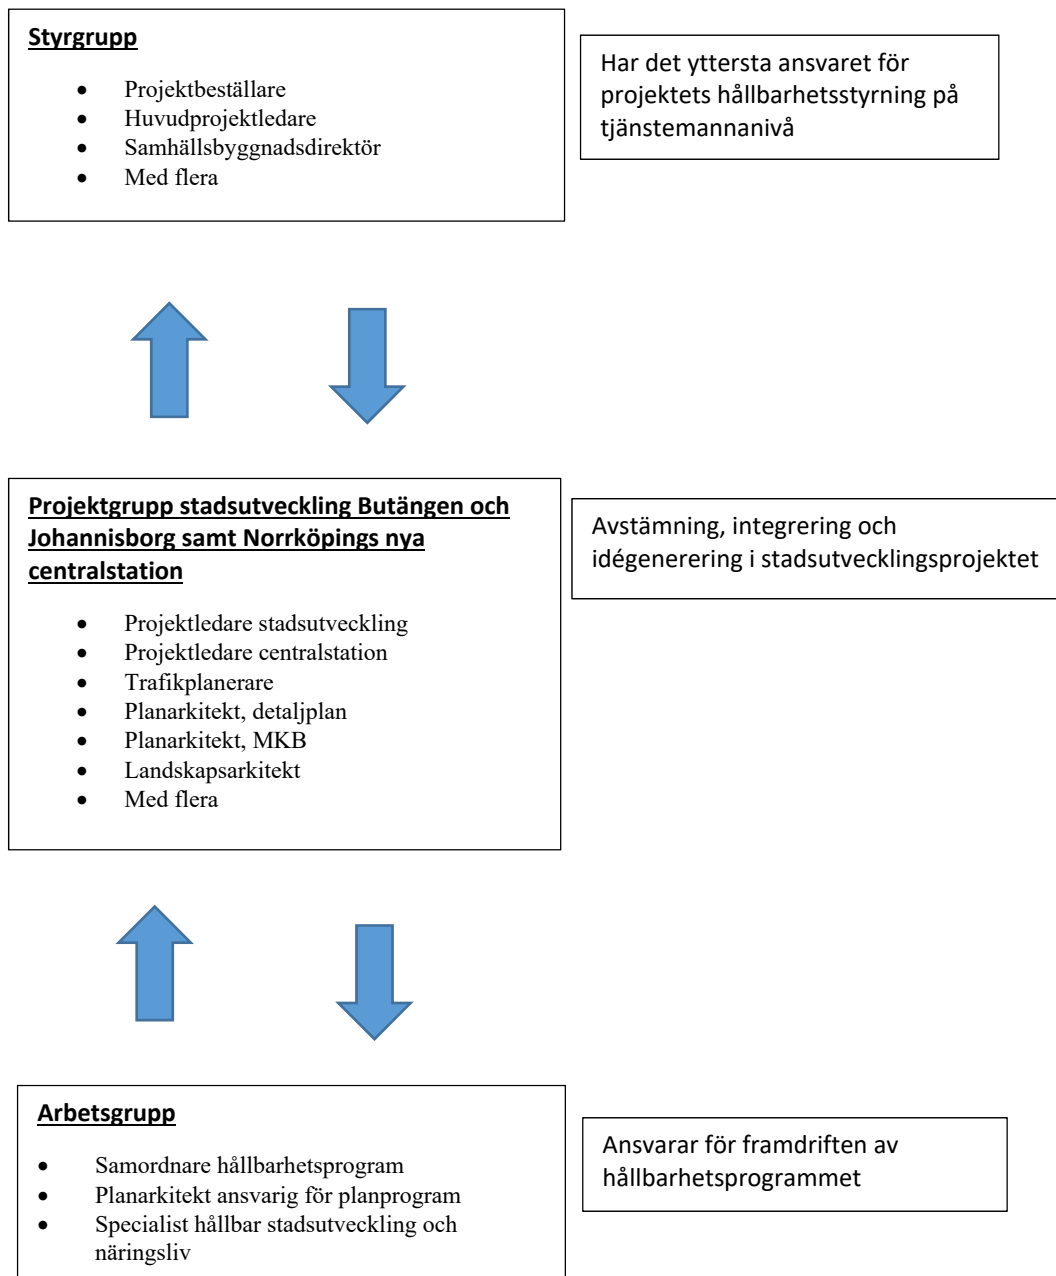 Styrgrupp
• Projektbeställare
• Huvudprojektledare
• Samhällsbyggnadsdirektör
• Med flera
Har det yttersta ansvaret för
projektets hållbarhetsstyrning på
tjänstemannanivå
Projektgrupp stadsutveckling Butängen och
Johannisborg samt Norrköpings nya
centralstation
• Projektledare stadsutveckling
• Projektledare centralstation
• Trafikplanerare
• Planarkitekt, detaljplan
• Planarkitekt, MKB
• Landskapsarkitekt
• Med flera
Avstämning, integrering och
idégenerering i stadsutvecklingsprojektet
Arbetsgrupp
• Samordnare hållbarhetsprogram
• Planarkitekt ansvarig för planprogram
• Specialist hållbar stadsutveckling och
näringsliv
Ansvarar för framdriften av
hållbarhetsprogrammet